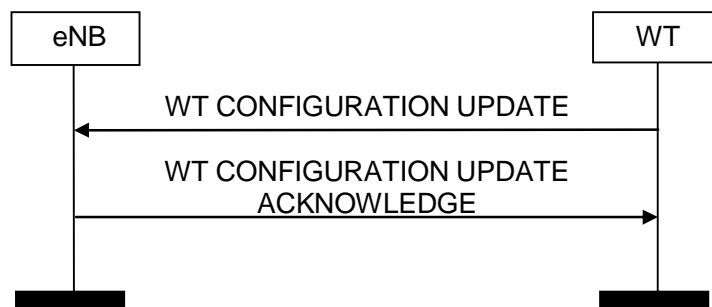 eNB
WT
WT CONFIGURATION UPDATE
WT CONFIGURATION UPDATE
ACKNOWLEDGE